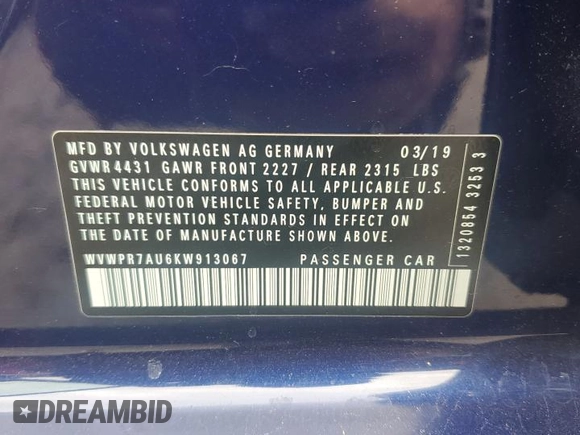 MFD BY VOLKSWAGEN AG GERMANY 03/19
GVWR 4431 GAWR FRONT 2227 / REAR 2315 LBS
THIS VEHICLE CONFORMS TO ALL APPLICABLE U.S.
FEDERAL MOTOR VEHICLE SAFETY, BUMPER AND
THEFT PREVENTION STANDARDS IN EFFECT ON
THE DATE OF MANUFACTURE SHOWN ABOVE.
WVWPR7AU6KW913067 PASSENGER CAR
1320854 3253 3
DREAMBID